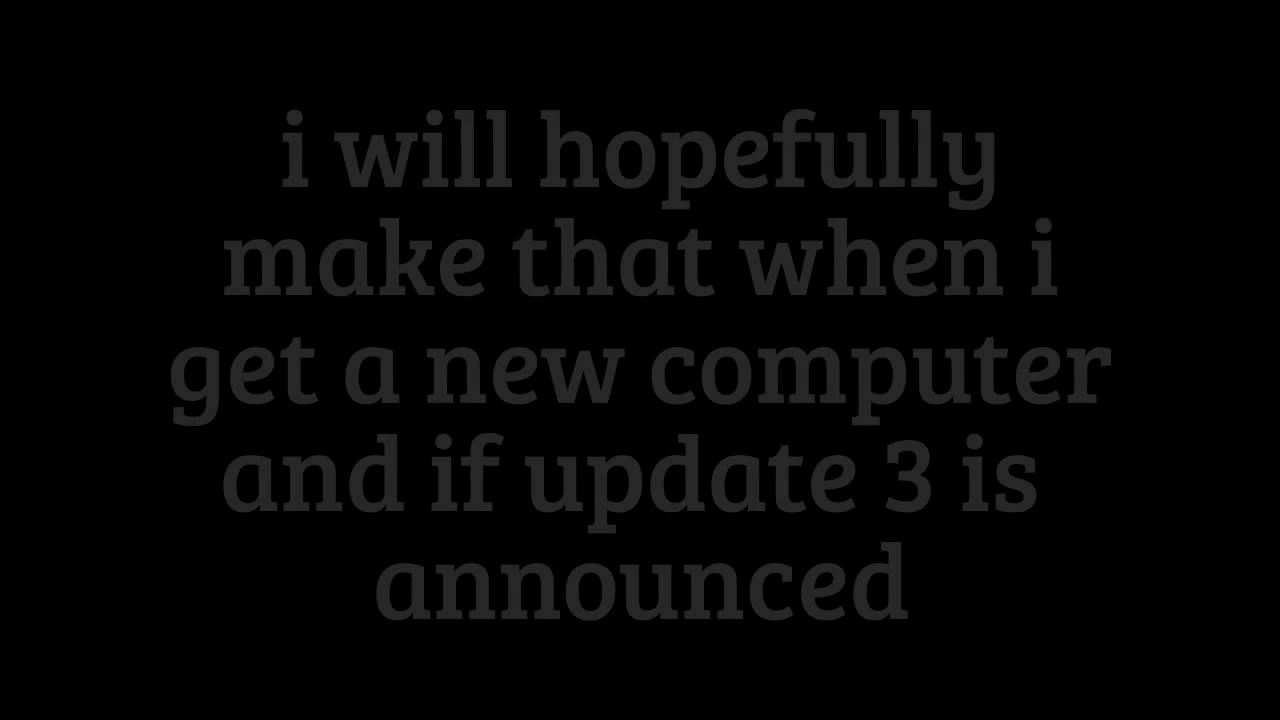 i will hopefully
make that when i
get a new computer
and if update 3 is
announced